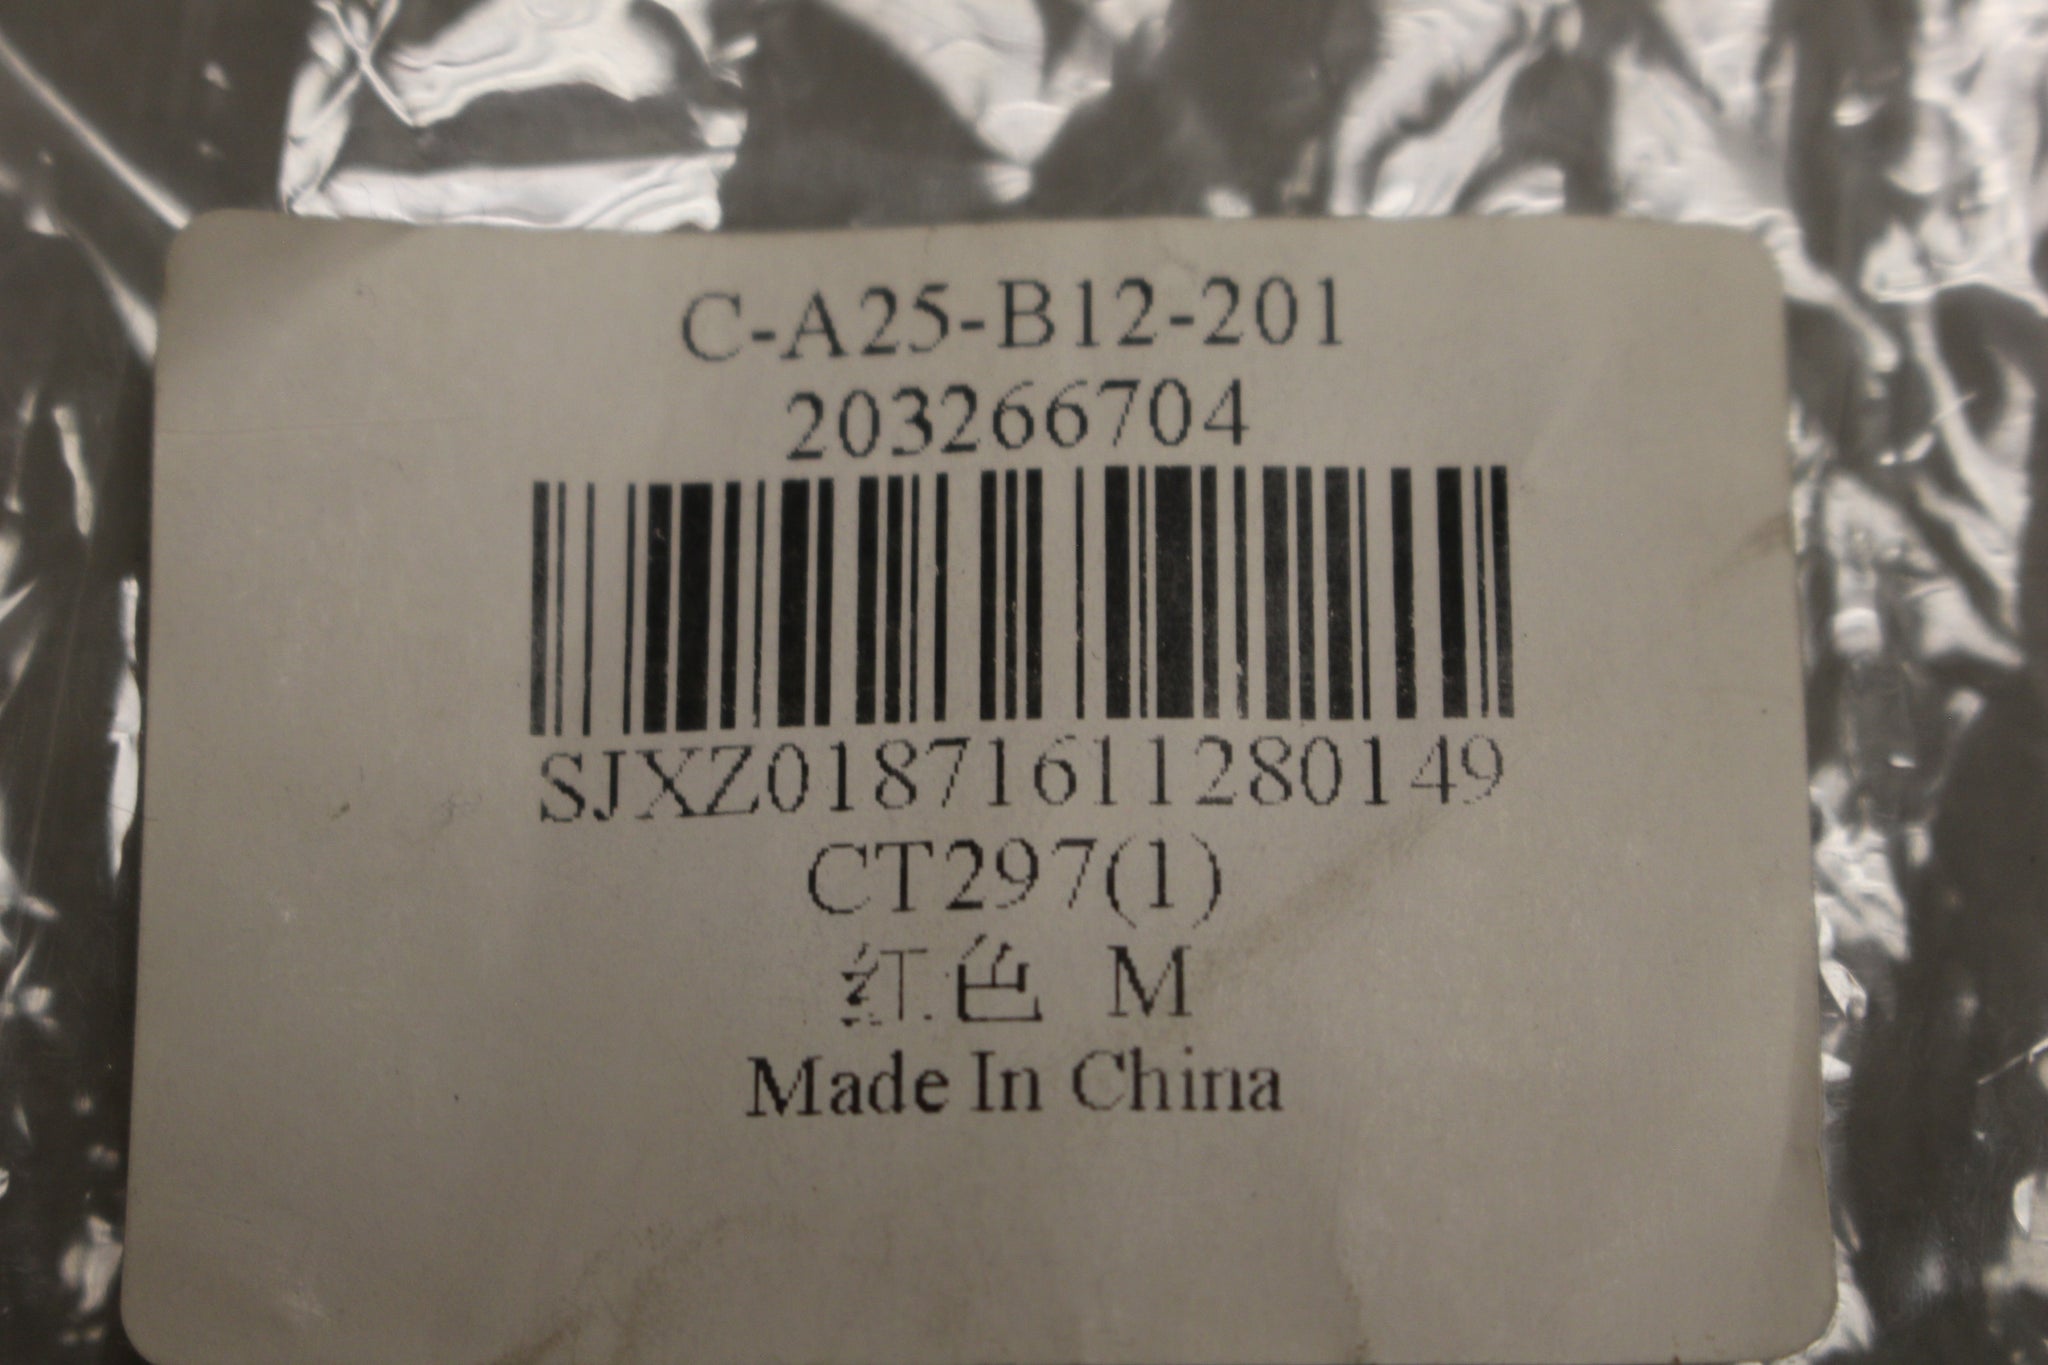 C-A25-B12-201
203266704
SJXZ01871611280149
CT297(1)
红色 M
Made In China